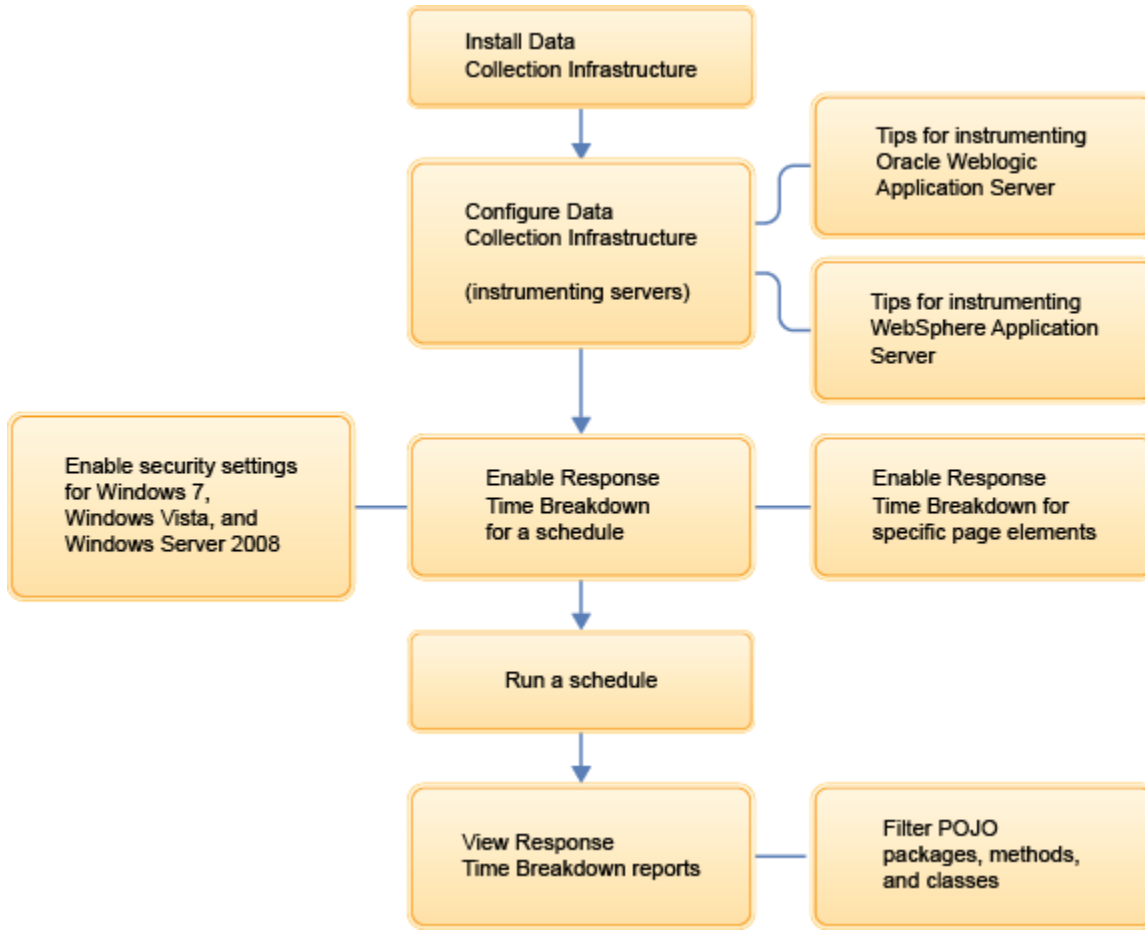 Install Data
Collection Infrastructure
Tips for instrumenting
Oracle Weblogic
Application Server
Configure Data
Collection Infrastructure
(instrumenting servers)
Tips for instrumenting
WebSphere Application
Server
Enable security settings
for Windows 7,
Windows Vista, and
Windows Server 2008
Enable Response
Time Breakdown
for a schedule
Enable Response
Time Breakdown for
specific page elements
Run a schedule
View Response
Time Breakdown reports
Filter POJO
packages, methods,
and classes